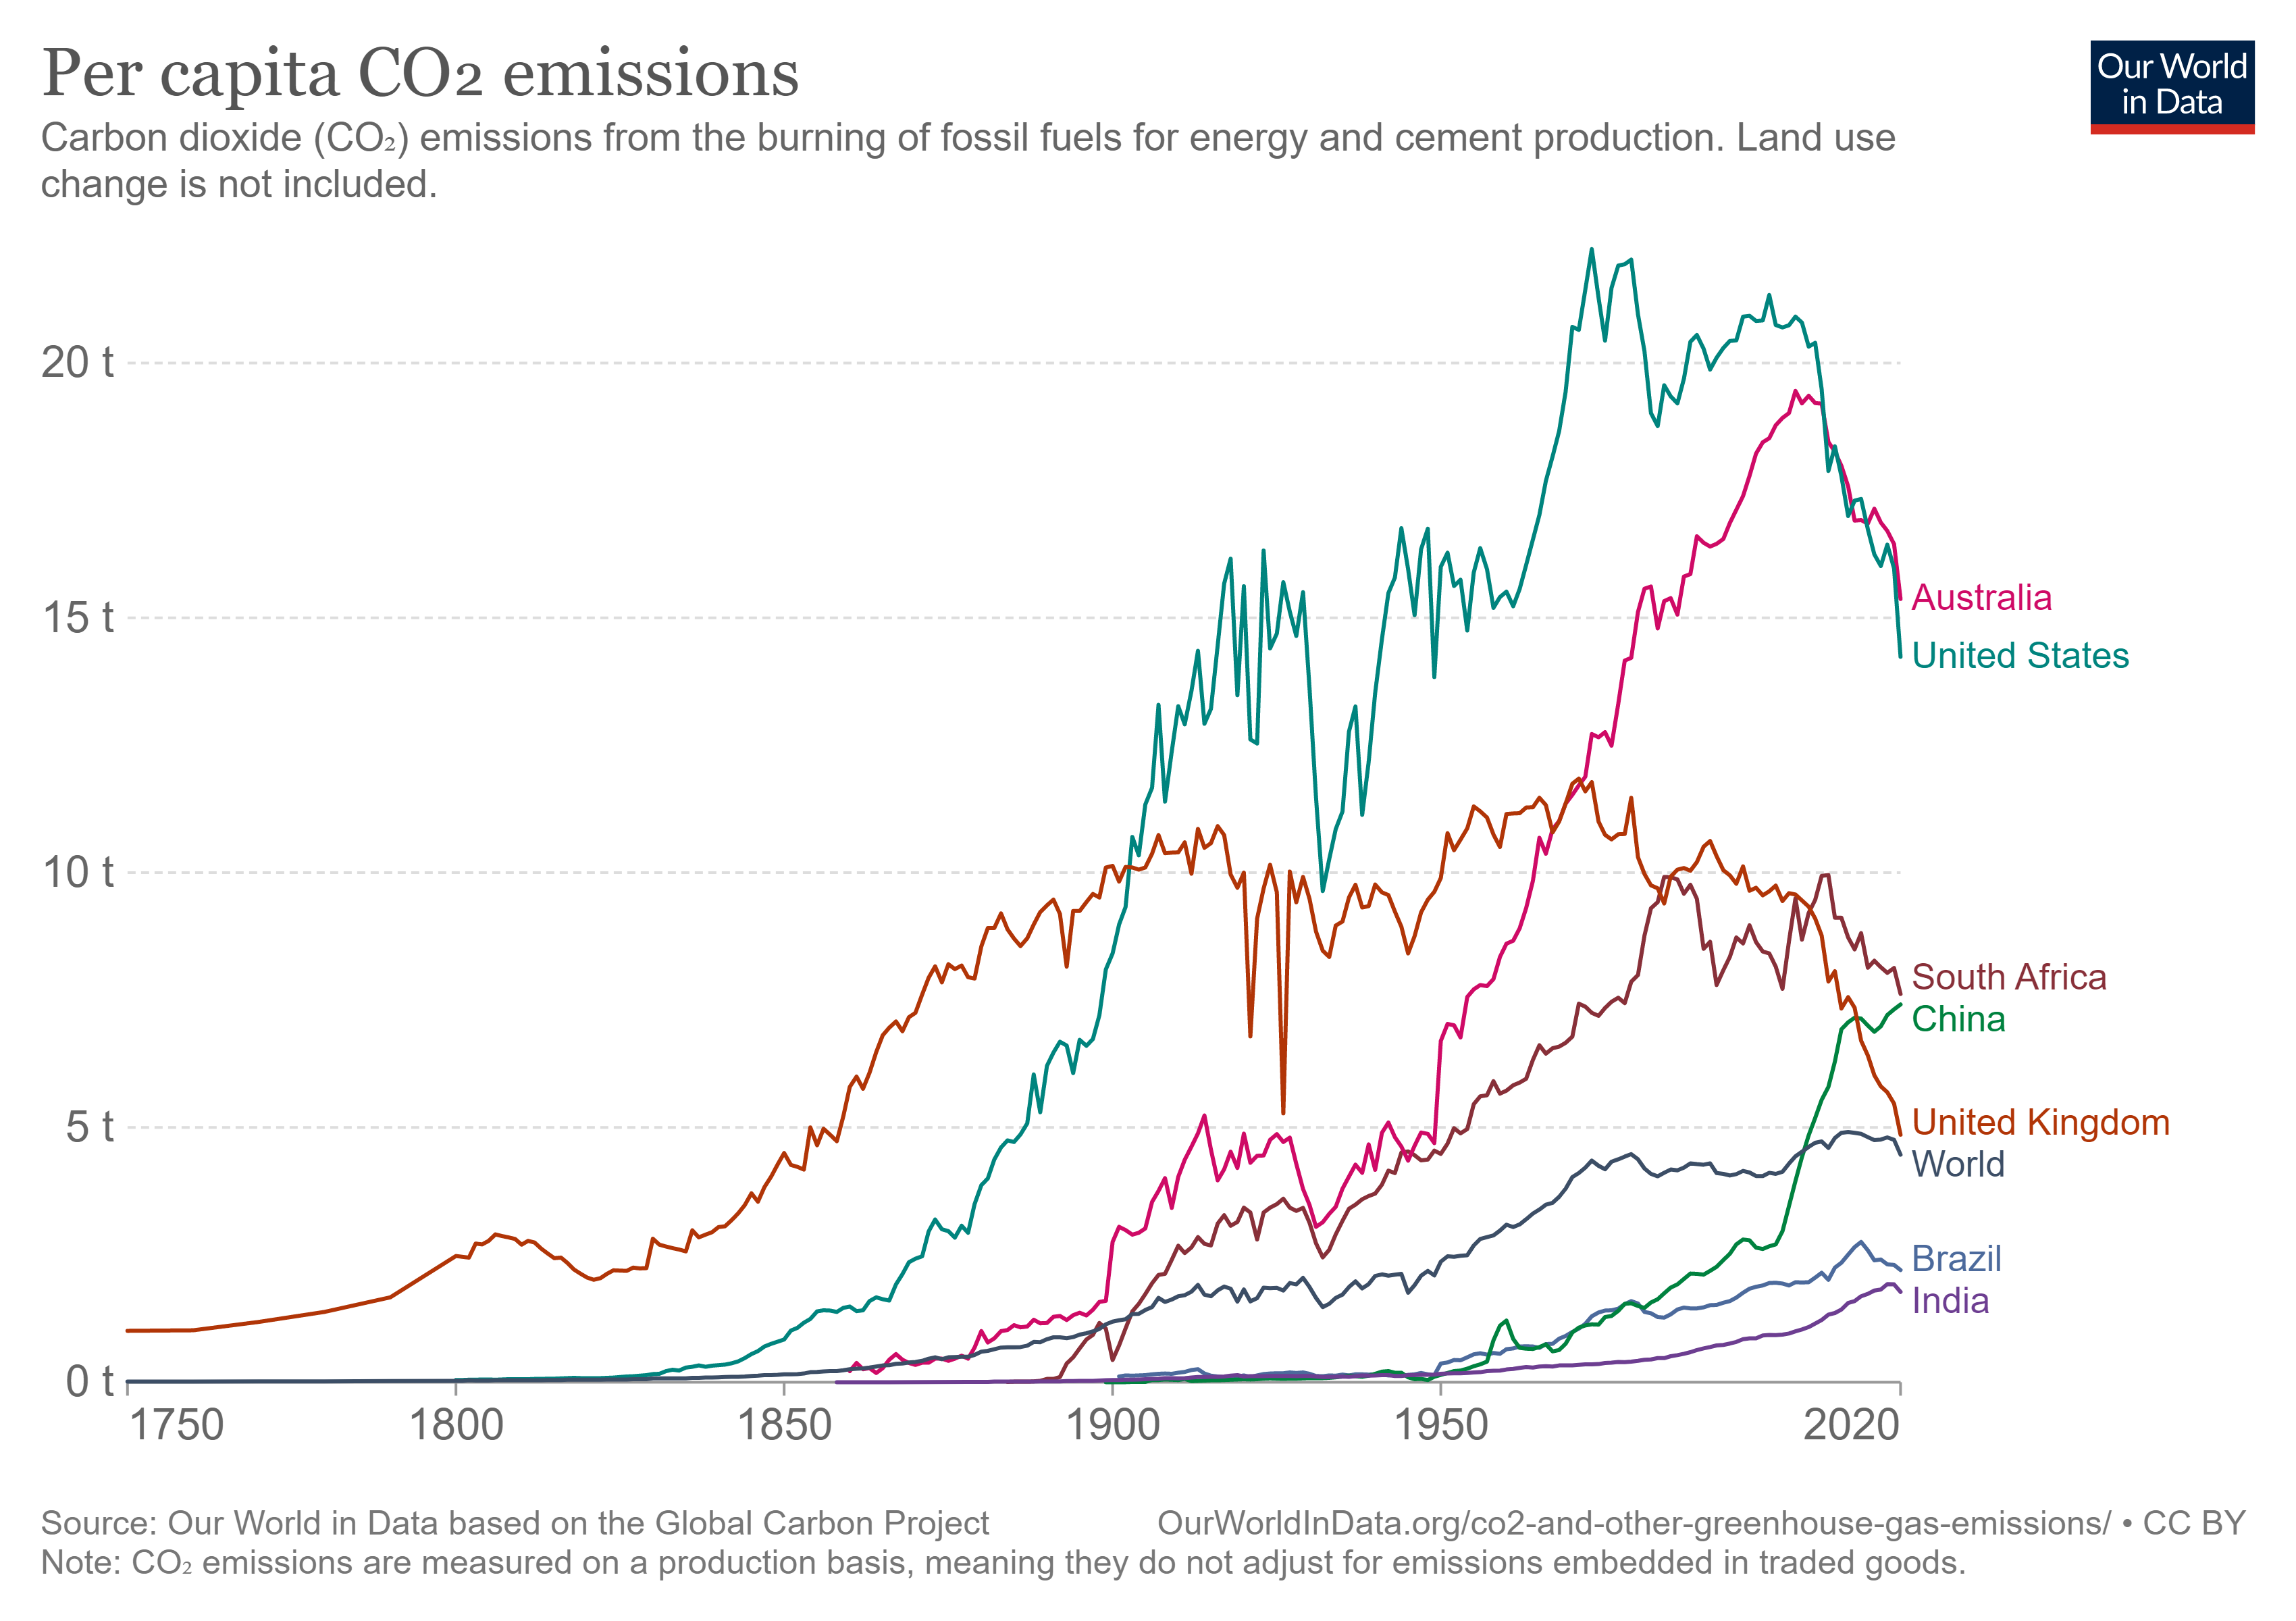 Per capita CO2 emissions
Our World
in Data
Carbon dioxide (CO₂) emissions from the burning of fossil fuels for energy and cement production. Land use
change is not included.
20 t
15 t
10 t
5 t
0 t
Australia
United States
South Africa
China
United Kingdom
World
Brazil
India
1750
1800
1850
1900
1950
2020
Source: Our World in Data based on the Global Carbon Project
OurWorldInData.org/co2-and-other-greenhouse-gas-emissions/ • CC BY
Note: CO₂ emissions are measured on a production basis, meaning they do not adjust for emissions embedded in traded goods.